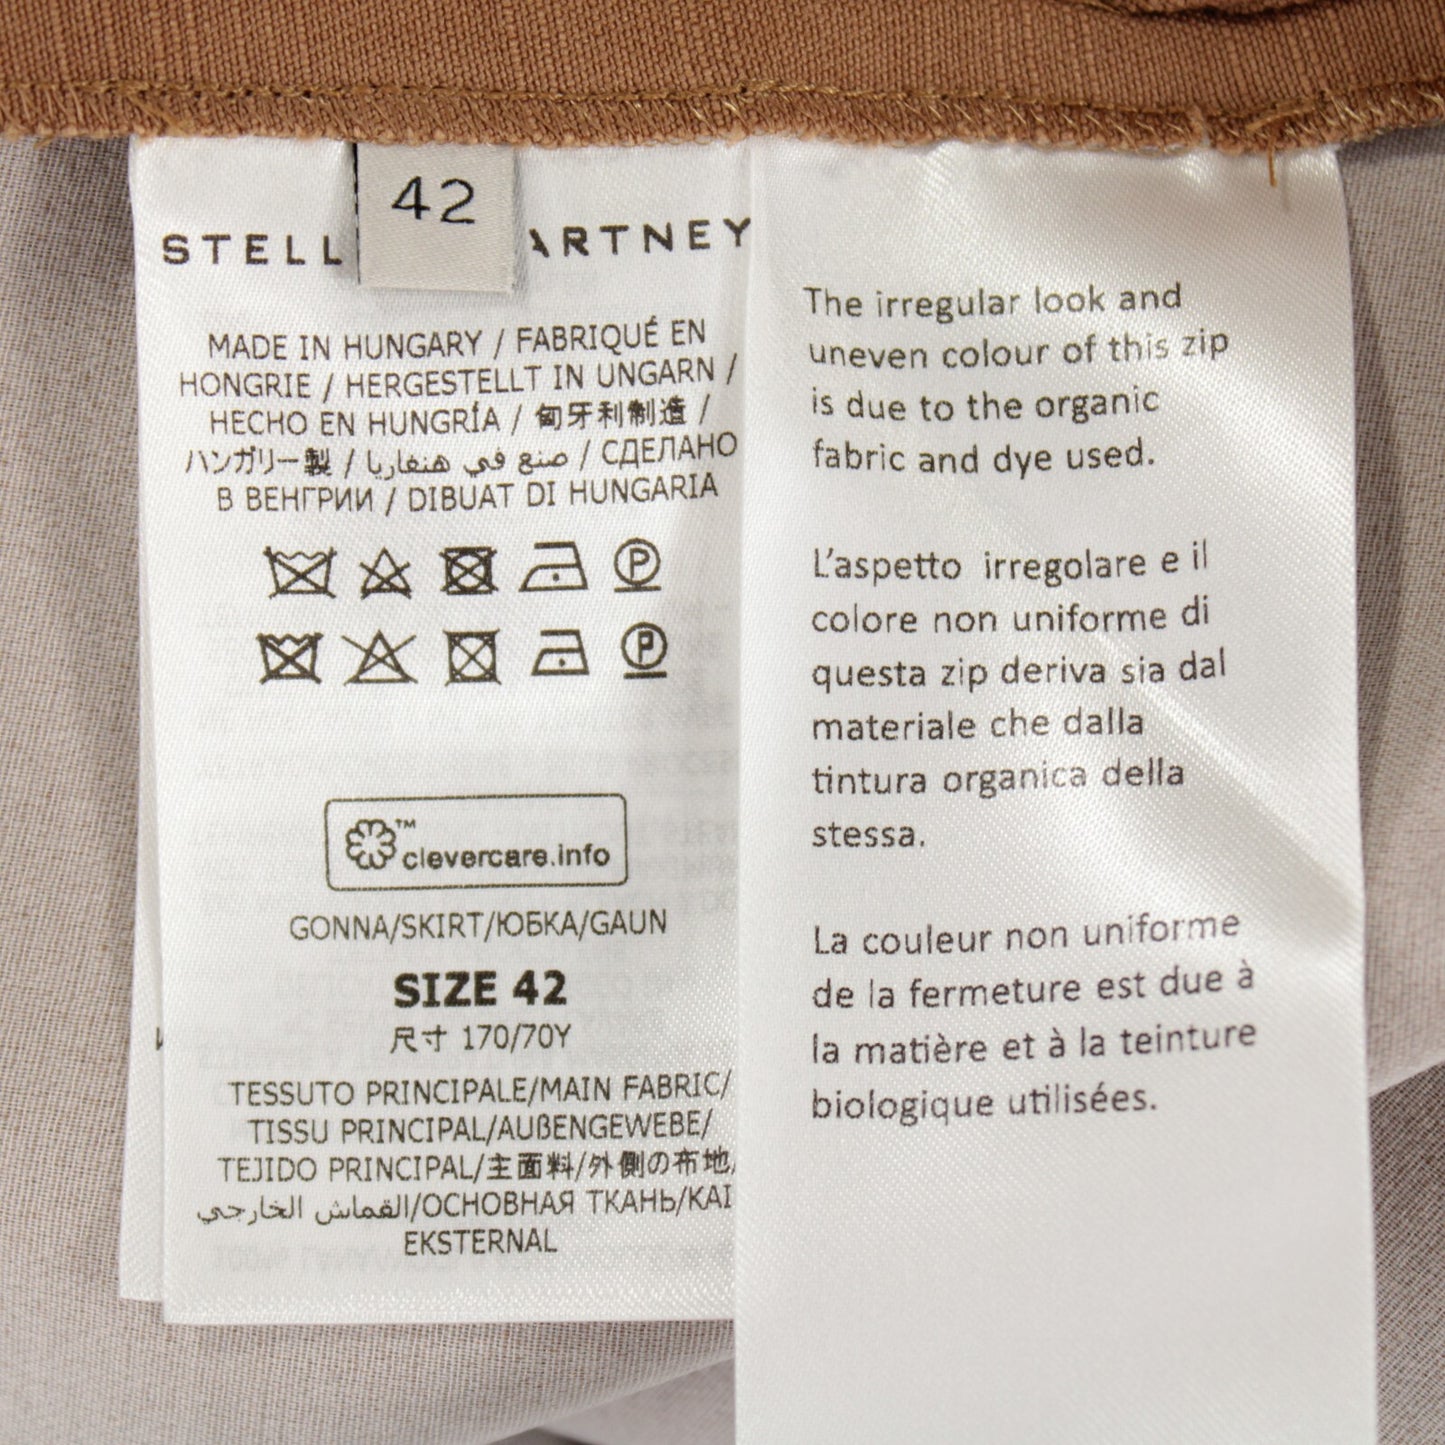 42
STELL ARTNEY
MADE IN HUNGARY / FABRIQUÉ EN
HONGRIE / HERGESTELLT IN UNGARN /
HECHO EN HUNGRÍA / 匈牙利制造 /
ハンガリー製 / صنع في هنغاريا / СДЕЛАНО
В ВЕНГРИИ / DIBUAT DI HUNGARIA
P
P
™
clevercare.info
GONNA/SKIRT/ЮБКА/GAUN
SIZE 42
尺寸 170/70Y
TESSUTO PRINCIPALE/MAIN FABRIC/
TISSU PRINCIPAL/AUßENGEWEBE/
TEJIDO PRINCIPAL/主面料/外側の布地/
القماش الخارجي/ОСНОВНАЯ ТКАНЬ/KAI
EKSTERNAL
The irregular look and
uneven colour of this zip
is due to the organic
fabric and dye used.
L'aspetto irregolare e il
colore non uniforme di
questa zip deriva sia dal
materiale che dalla
tintura organica della
stessa.
La couleur non uniforme
de la fermeture est due à
la matière et à la teinture
biologique utilisées.